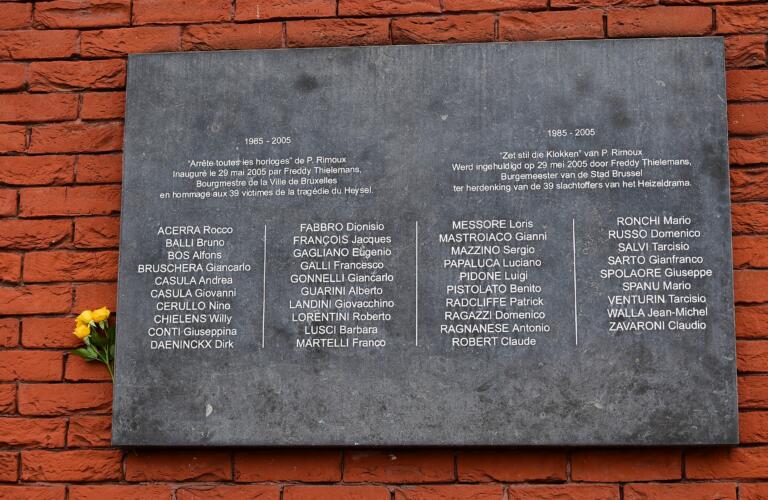 1985 - 2005
"Arrête toutes les horloges" de P. Rimoux
Inauguré le 29 mai 2005 par Freddy Thielemans,
Bourgmestre de la Ville de Bruxelles
en hommage aux 39 victimes de la tragédie du Heysel.
1985 - 2005
"Zet stil die Klokken" van P. Rimoux
Werd ingehuldigd op 29 mei 2005 door Freddy Thielemans,
Burgemeester van de Stad Brussel
ter herdenking van de 39 slachtoffers van het Heizeldrama.
ACERRA Rocco
BALLI Bruno
BOS Alfons
BRUSCHERA Giancarlo
CASULA Andrea
CASULA Giovanni
CERULLO Nino
CHIELENS Willy
CONTI Giuseppina
DAENINCKX Dirk
FABBRO Dionisio
FRANÇOIS Jacques
GAGLIANO Eugenio
GALLI Francesco
GONNELLI Giancarlo
GUARINI Alberto
LANDINI Giovacchino
LORENTINI Roberto
LUSCI Barbara
MARTELLI Franco
MESSORE Loris
MASTROIACO Gianni
MAZZINO Sergio
PAPALUCA Luciano
PIDONE Luigi
PISTOLATO Benito
RADCLIFFE Patrick
RAGAZZI Domenico
RAGNANESE Antonio
ROBERT Claude
RONCHI Mario
RUSSO Domenico
SALVI Tarcisio
SARTO Gianfranco
SPOLAORE Giuseppe
SPANU Mario
VENTURIN Tarcisio
WALLA Jean-Michel
ZAVARONI Claudio